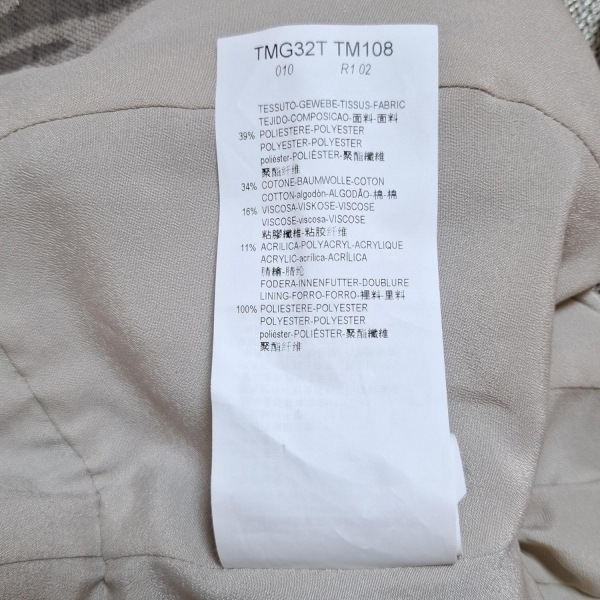 TMG32T TM108
010 R1 02
TESSUTO-GEWEBE-TISSUS-FABRIC
TEJIDO-COMPOSICAO-面料-面料
39% POLIESTERE-POLYESTER
POLYESTER-POLYESTER
poliéster-POLIÉSTER-聚酯纖維
聚酯纤维
34% COTONE-BAUMWOLLE-COTON
COTTON-algodón-ALGODÃO-棉-棉
16% VISCOSA-VISKOSE-VISCOSE
VISCOSE-viscosa-VISCOSE
粘膠纖維-粘胶纤维
11% ACRILICA-POLYACRYL-ACRYLIQUE
ACRYLIC-acrílica-ACRÍLICA
腈綸-腈纶
FODERA-INNENFUTTER-DOUBLURE
LINING-FORRO-FORRO-裡料-里料
100% POLIESTERE-POLYESTER
POLYESTER-POLYESTER
poliéster-POLIÉSTER-聚酯纖維
聚酯纤维